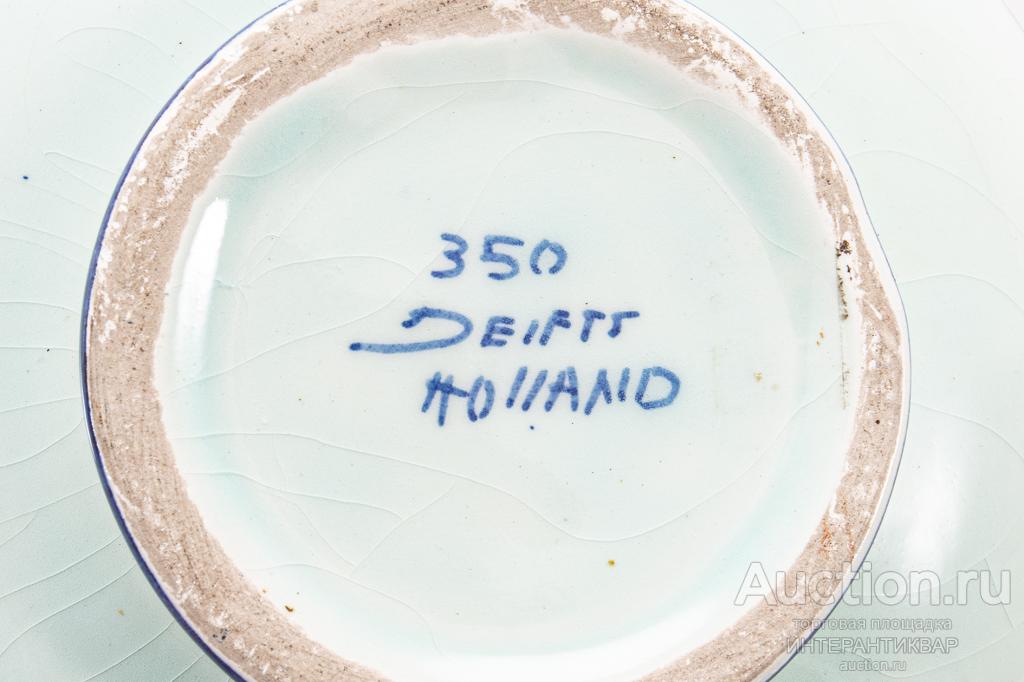 350
Delfts
Holland
Auction.ru
торговая площадка
ИНТЕРАНТИКВАР
auction.ru